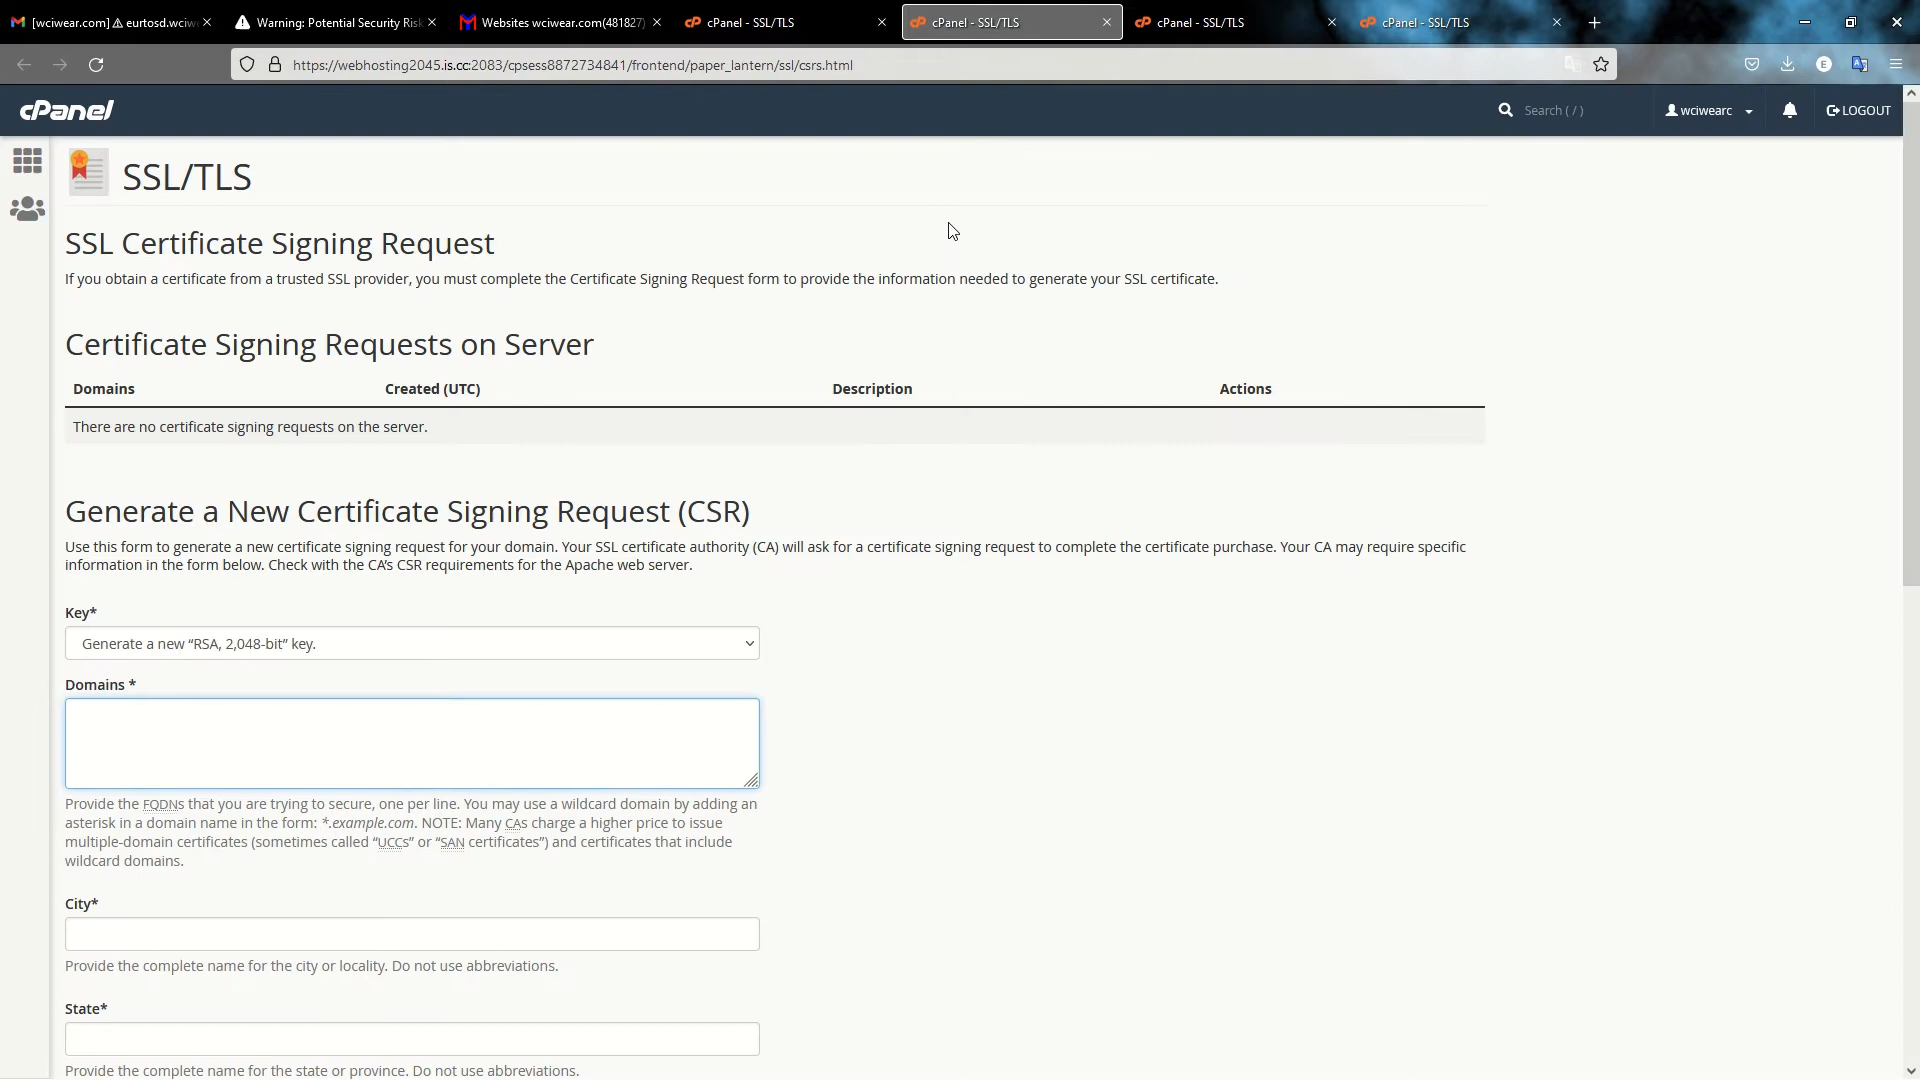 [wciwear.com] ⚠ eurtosd.wciw
Warning: Potential Security Risk
Websites wciwear.com(481827)
cPanel - SSL/TLS
cPanel - SSL/TLS
cPanel - SSL/TLS
cPanel - SSL/TLS
https://webhosting2045.is.cc:2083/cpsess8872734841/frontend/paper_lantern/ssl/csrs.html
E
cPanel
Search ( / )
wciwearc
LOGOUT
SSL/TLS
SSL Certificate Signing Request
If you obtain a certificate from a trusted SSL provider, you must complete the Certificate Signing Request form to provide the information needed to generate your SSL certificate.
Certificate Signing Requests on Server
Domains Created (UTC) Description Actions
There are no certificate signing requests on the server.
Generate a New Certificate Signing Request (CSR)
Use this form to generate a new certificate signing request for your domain. Your SSL certificate authority (CA) will ask for a certificate signing request to complete the certificate purchase. Your CA may require specific
information in the form below. Check with the CA’s CSR requirements for the Apache web server.
Key*
Generate a new “RSA, 2,048-bit” key.
Domains *
Provide the FQDNs that you are trying to secure, one per line. You may use a wildcard domain by adding an
asterisk in a domain name in the form: *.example.com. NOTE: Many CAs charge a higher price to issue
multiple-domain certificates (sometimes called “UCCs” or “SAN certificates”) and certificates that include
wildcard domains.
City*
Provide the complete name for the city or locality. Do not use abbreviations.
State*
Provide the complete name for the state or province. Do not use abbreviations.